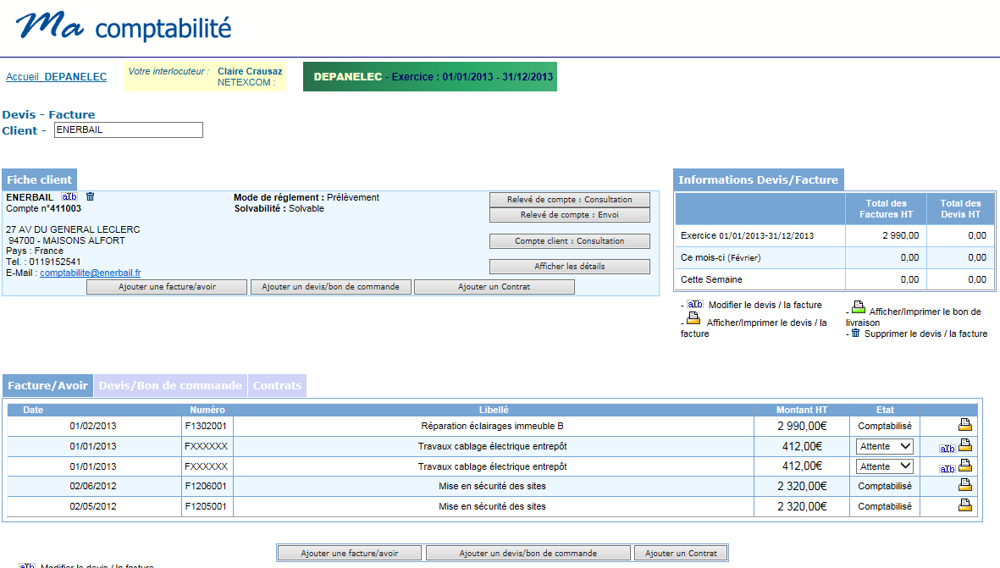 Ma comptabilité
Accueil DEPANELEC
Votre interlocuteur : Claire Crausaz
NETEXCOM :
DEPANELEC - Exercice : 01/01/2013 - 31/12/2013
Devis - Facture
Client - ENERBAIL
Fiche client
ENERBAIL
Compte n°411003
27 AV DU GENERAL LECLERC
94700 - MAISONS ALFORT
Pays : France
Tel. : 0119152541
E-Mail : comptabilite@enerbail.fr
Mode de réglement : Prélèvement
Solvabilité : Solvable
Relevé de compte : Consultation
Relevé de compte : Envoi
Compte client : Consultation
Afficher les détails
Ajouter une facture/avoir Ajouter un devis/bon de commande Ajouter un Contrat
Informations Devis/Facture
Total des Factures HT Total des Devis HT
Exercice 01/01/2013-31/12/2013 2 990,00 0,00
Ce mois-ci (Février) 0,00 0,00
Cette Semaine 0,00 0,00
- Modifier le devis / la facture
- Afficher/Imprimer le devis / la
facture
- Afficher/Imprimer le bon de
livraison
- Supprimer le devis / la facture
Facture/Avoir Devis/Bon de commande Contrats
Date Numéro Libellé Montant HT Etat
01/02/2013 F1302001 Réparation éclairages immeuble B 2 990,00€ Comptabilisé
01/01/2013 FXXXXXX Travaux cablage électrique entrepôt 412,00€ Attente
01/01/2013 FXXXXXX Travaux cablage électrique entrepôt 412,00€ Attente
02/06/2012 F1206001 Mise en sécurité des sites 2 320,00€ Comptabilisé
02/05/2012 F1205001 Mise en sécurité des sites 2 320,00€ Comptabilisé
Ajouter une facture/avoir Ajouter un devis/bon de commande Ajouter un Contrat
Modifier le devis / la facture